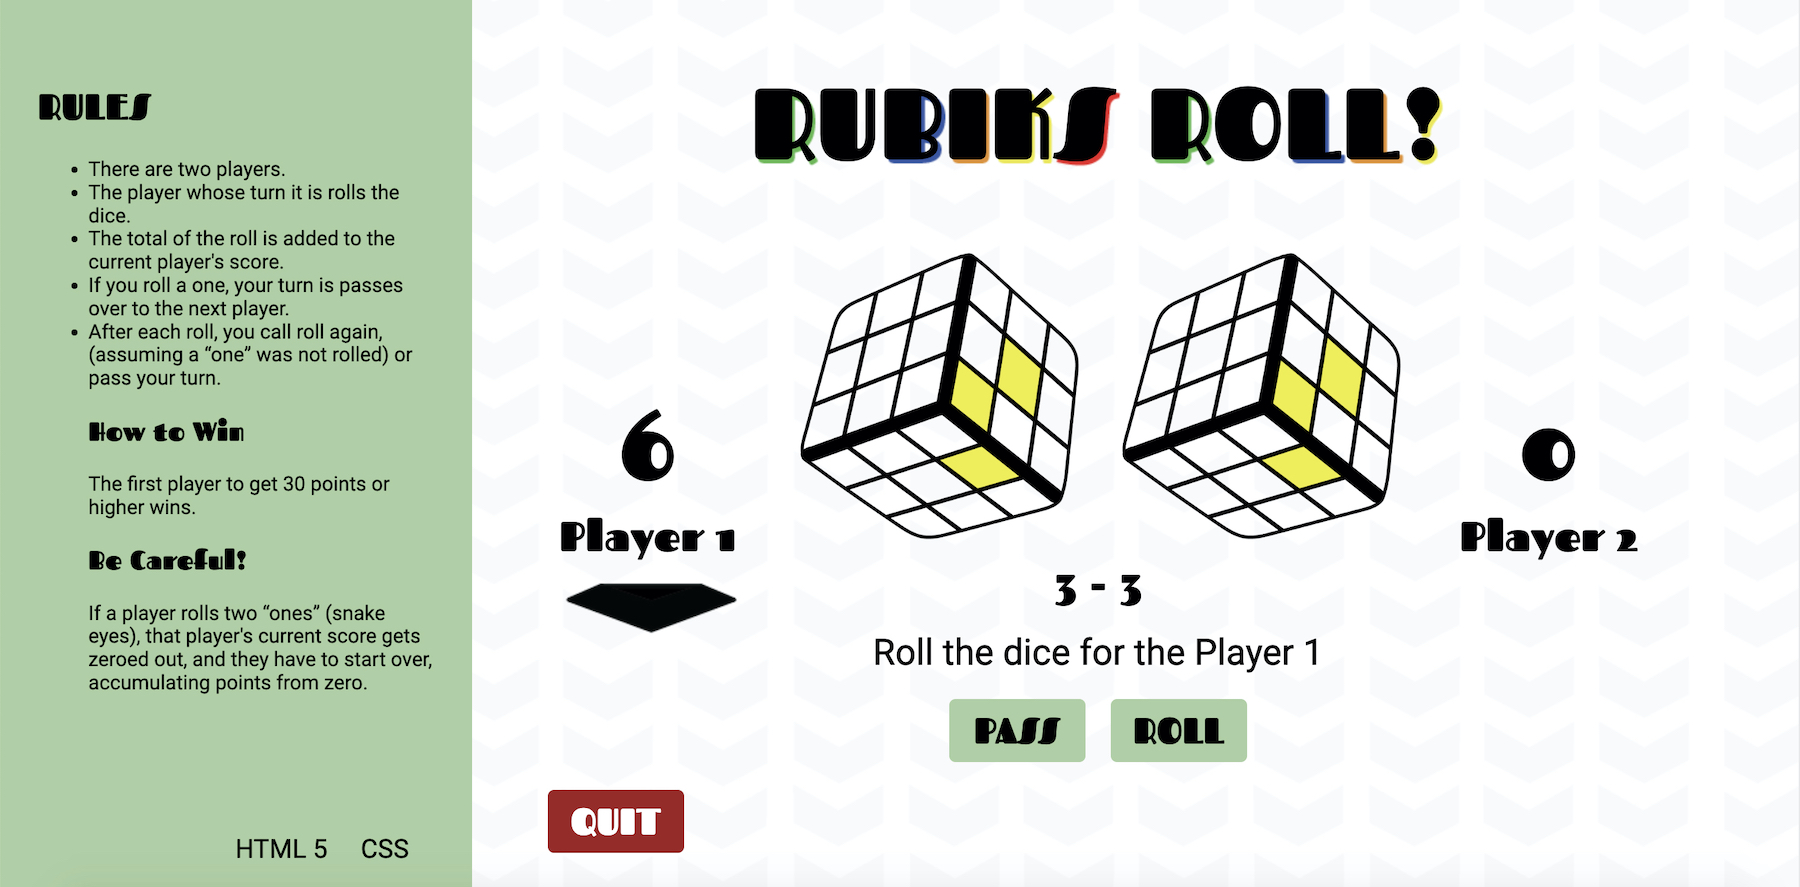 RULES
There are two players.
The player whose turn it is rolls the
dice.
The total of the roll is added to the
current player's score.
If you roll a one, your turn is passes
over to the next player.
After each roll, you call roll again,
(assuming a “one” was not rolled) or
pass your turn.
How to Win
The first player to get 30 points or
higher wins.
Be Careful!
If a player rolls two “ones” (snake
eyes), that player's current score gets
zeroed out, and they have to start over,
accumulating points from zero.
HTML 5 CSS
RUBIKS ROLL!
6
Player 1
0
Player 2
3 - 3
Roll the dice for the Player 1
PASS
ROLL
QUIT